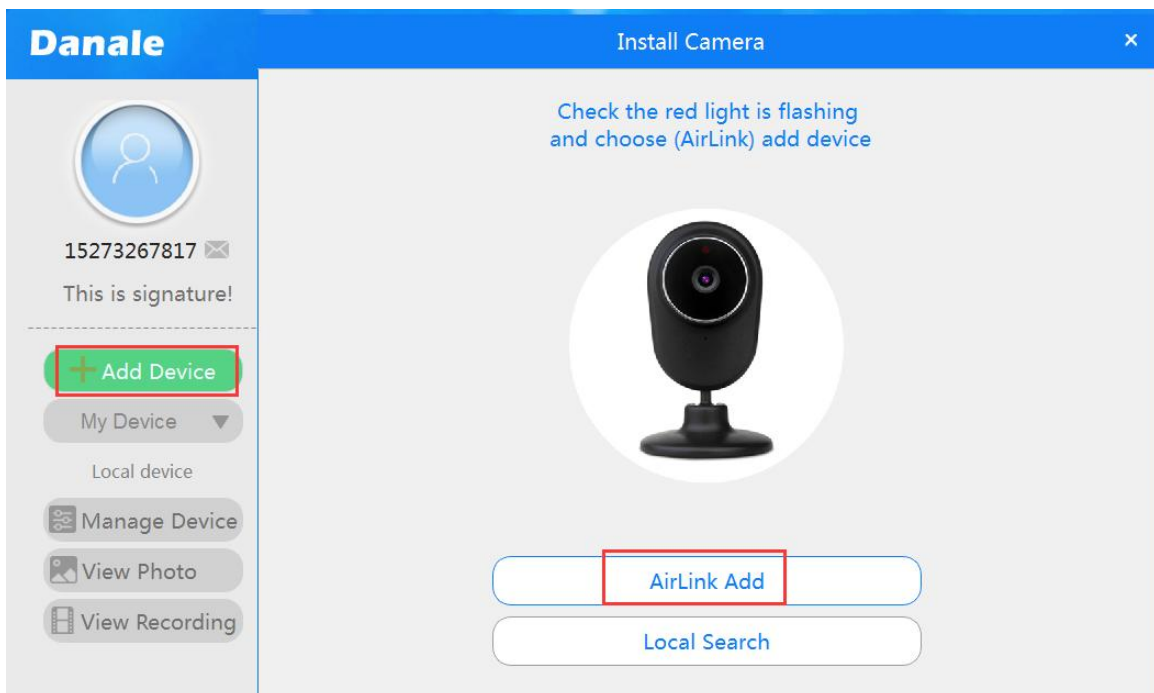 Danale
Install Camera
×
Check the red light is flashing
and choose (AirLink) add device
15273267817
This is signature!
Add Device
My Device
Local device
Manage Device
View Photo
View Recording
AirLink Add
Local Search